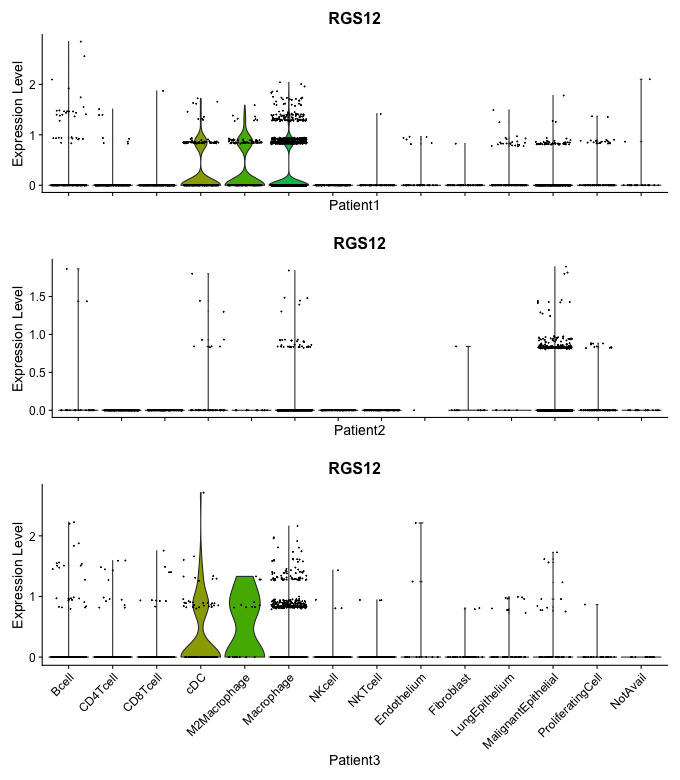 RGS12
Expression Level
2
1
0
Patient1
RGS12
Expression Level
1.5
1.0
0.5
0.0
Patient2
RGS12
Expression Level
2
1
0
Bcell
CD4Tcell
CD8Tcell
cDC
M2Macrophage
Macrophage
NKcell
NKTcell
Endothelium
Fibroblast
LungEpithelium
MalignantEpithelial
ProliferatingCell
NotAvail
Patient3